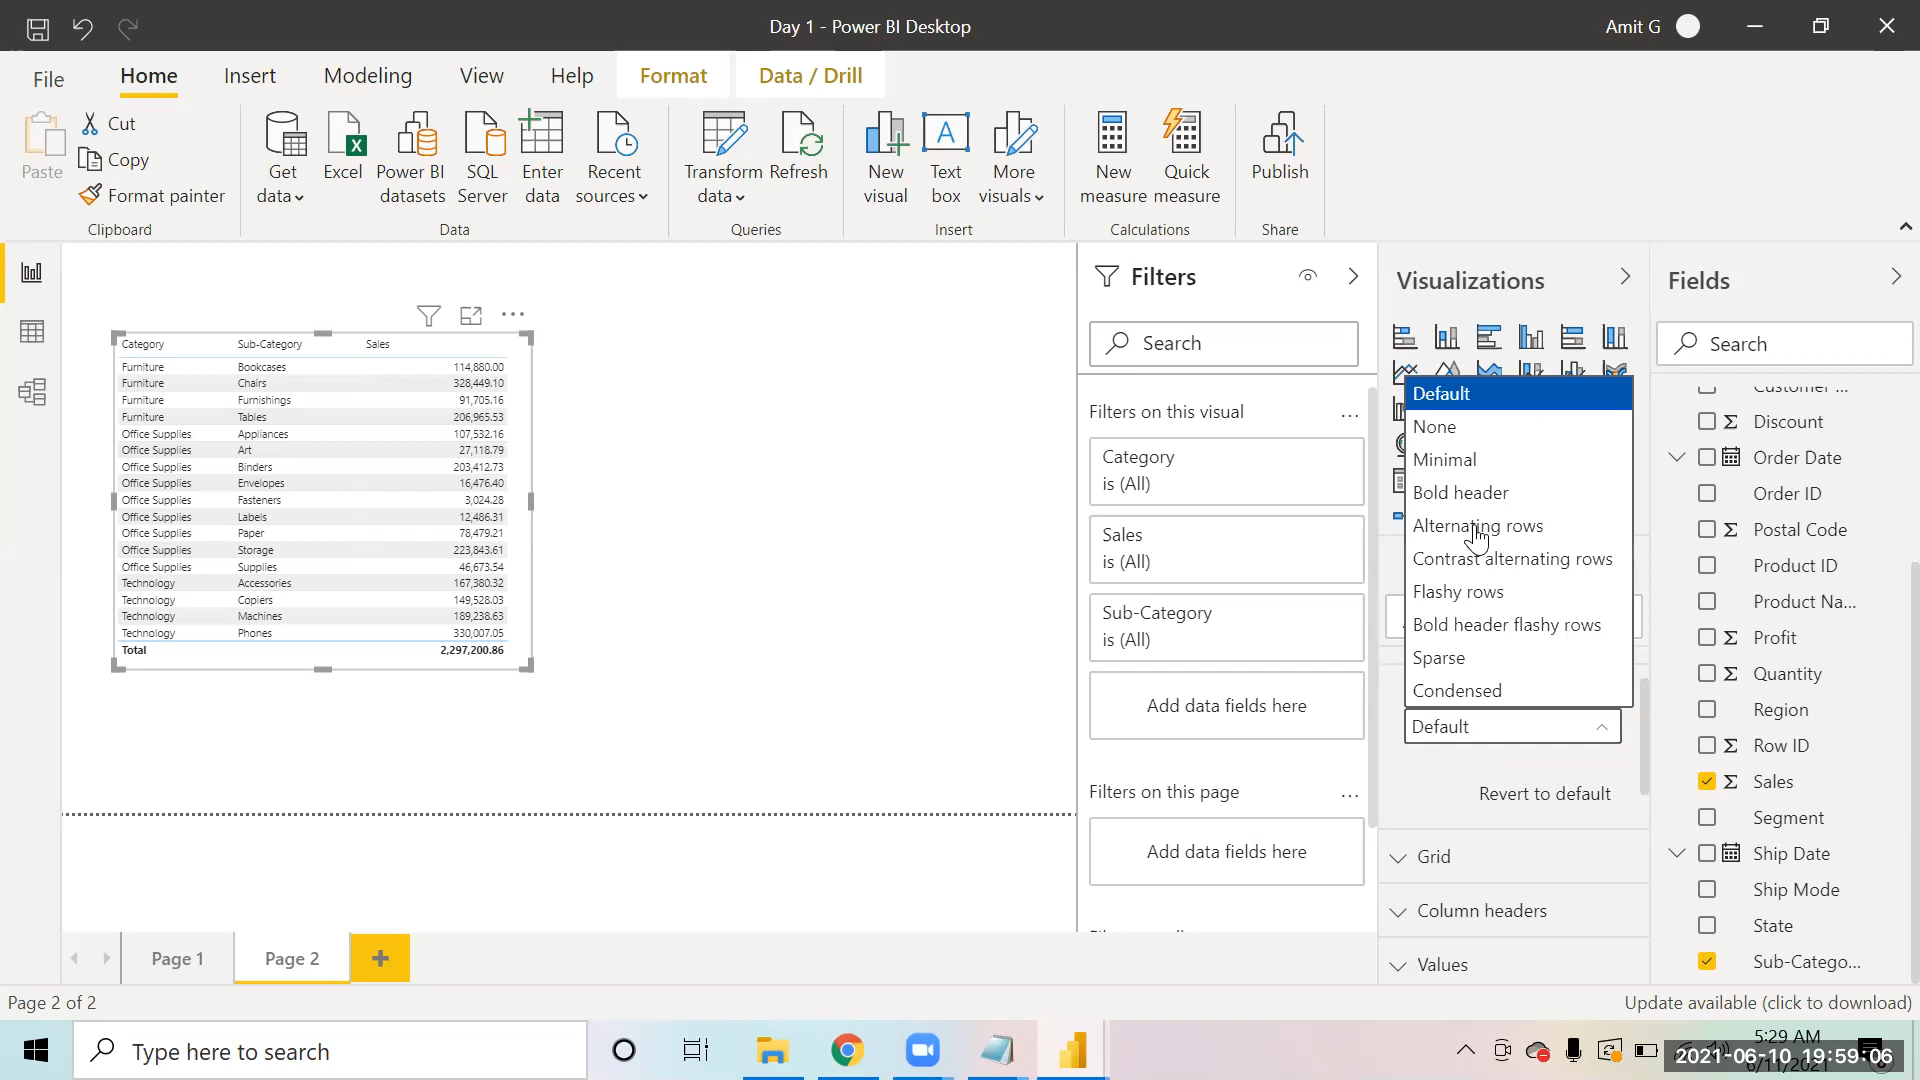 Day 1 - Power BI Desktop
Amit G
File
Home
Insert
Modeling
View
Help
Format
Data / Drill
Paste
Cut
Copy
Format painter
Clipboard
Get data
Excel
Power BI datasets
SQL Server
Enter data
Recent sources
Data
Transform data
Refresh
Queries
New visual
Text box
More visuals
Insert
New measure
Quick measure
Calculations
Publish
Share
Category Sub-Category Sales
Furniture Bookcases 114,880.00
Furniture Chairs 328,449.10
Furniture Furnishings 91,705.16
Furniture Tables 206,965.53
Office Supplies Appliances 107,532.16
Office Supplies Art 27,118.79
Office Supplies Binders 203,412.73
Office Supplies Envelopes 16,476.40
Office Supplies Fasteners 3,024.28
Office Supplies Labels 12,486.31
Office Supplies Paper 78,479.21
Office Supplies Storage 223,843.61
Office Supplies Supplies 46,673.54
Technology Accessories 167,380.32
Technology Copiers 149,528.03
Technology Machines 189,238.63
Technology Phones 330,007.05
Total 2,297,200.86
Filters
Search
Filters on this visual ...
Category
is (All)
Sales
is (All)
Sub-Category
is (All)
Add data fields here
Filters on this page ...
Add data fields here
Visualizations
Default
None
Minimal
Bold header
Alternating rows
Contrast alternating rows
Flashy rows
Bold header flashy rows
Sparse
Condensed
Default
Revert to default
Grid
Column headers
Values
Fields
Search
Customer ...
Discount
Order Date
Order ID
Postal Code
Product ID
Product Na...
Profit
Quantity
Region
Row ID
Sales
Segment
Ship Date
Ship Mode
State
Sub-Catego...
Page 1
Page 2
Page 2 of 2
Update available (click to download)
Type here to search
5:29 AM
2021-06-10 19:59:06